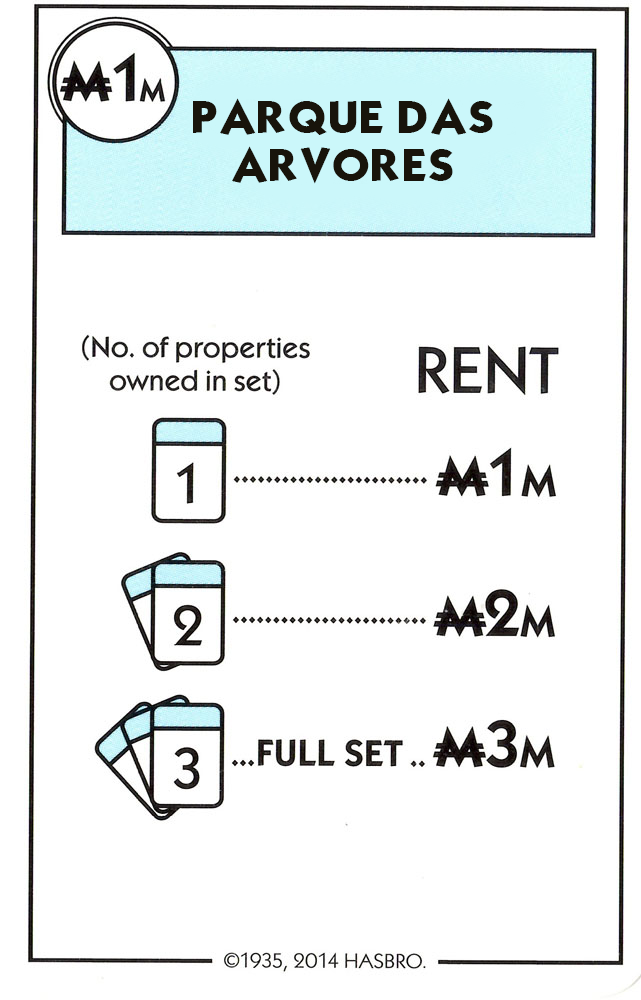 ₩1M
PARQUE DAS
ARVORES
(No. of properties
owned in set)
RENT
1 ₩1M
2 ₩2M
3 ...FULL SET .. ₩3M
©1935, 2014 HASBRO.